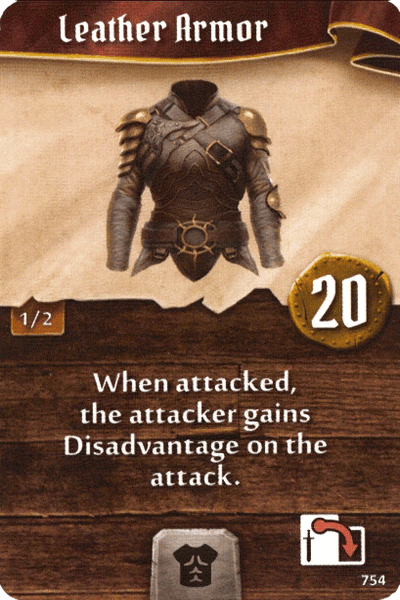 Leather Armor
20
1/2
When attacked,
the attacker gains
Disadvantage on the
attack.
754